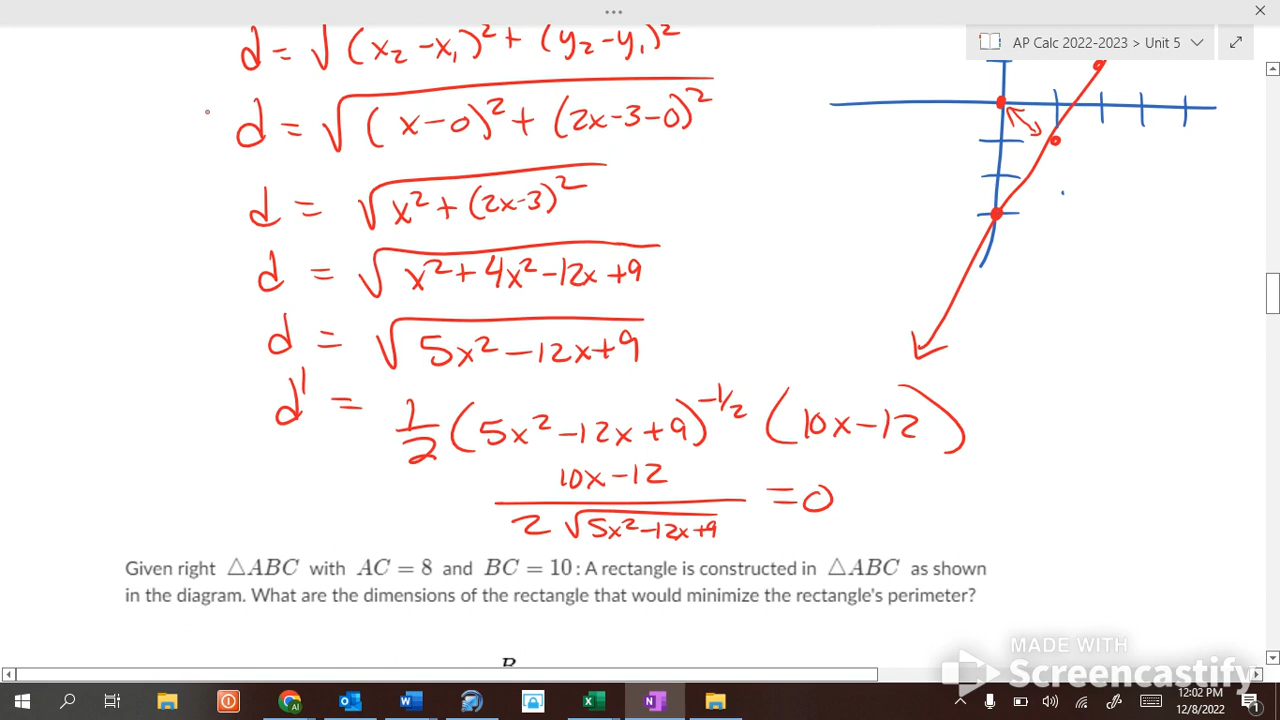 AP Calc 2022-2023 > Unit 5
d = √(x₂ -x₁)² + (y₂ -y₁)²
d = √(x-0)² + (2x-3-0)²
d = √x² + (2x-3)²
d = √x² + 4x² -12x +9
d = √5x² -12x+9
d' = 1/2 (5x² -12x +9)^-1/2 (10x-12)
10x -12
2 √5x²-12x+9
=0
Given right △ABC with AC = 8 and BC = 10: A rectangle is constructed in △ABC as shown
in the diagram. What are the dimensions of the rectangle that would minimize the rectangle's perimeter?
B
MADE WITH
Screencastify
12:02 PM
12/8/2022